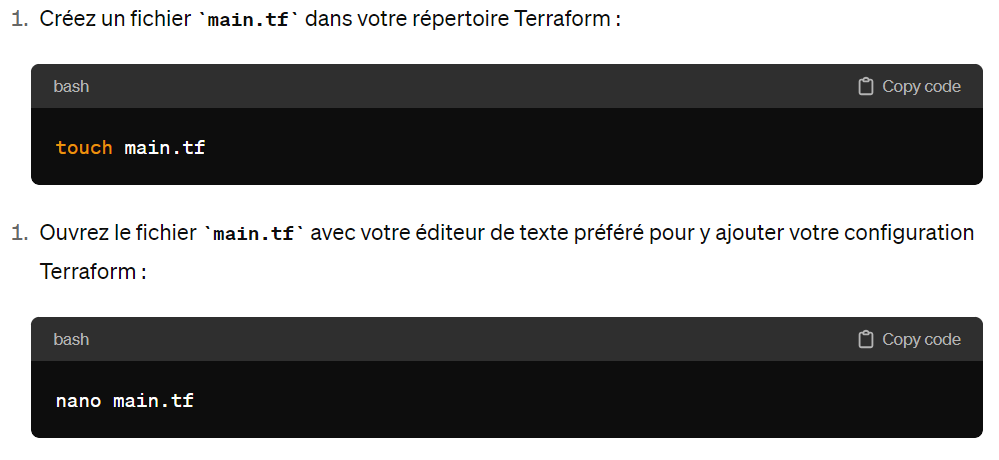 1. Créez un fichier `main.tf` dans votre répertoire Terraform :
bash
Copy code
touch main.tf
1. Ouvrez le fichier `main.tf` avec votre éditeur de texte préféré pour y ajouter votre configuration
Terraform :
bash
Copy code
nano main.tf